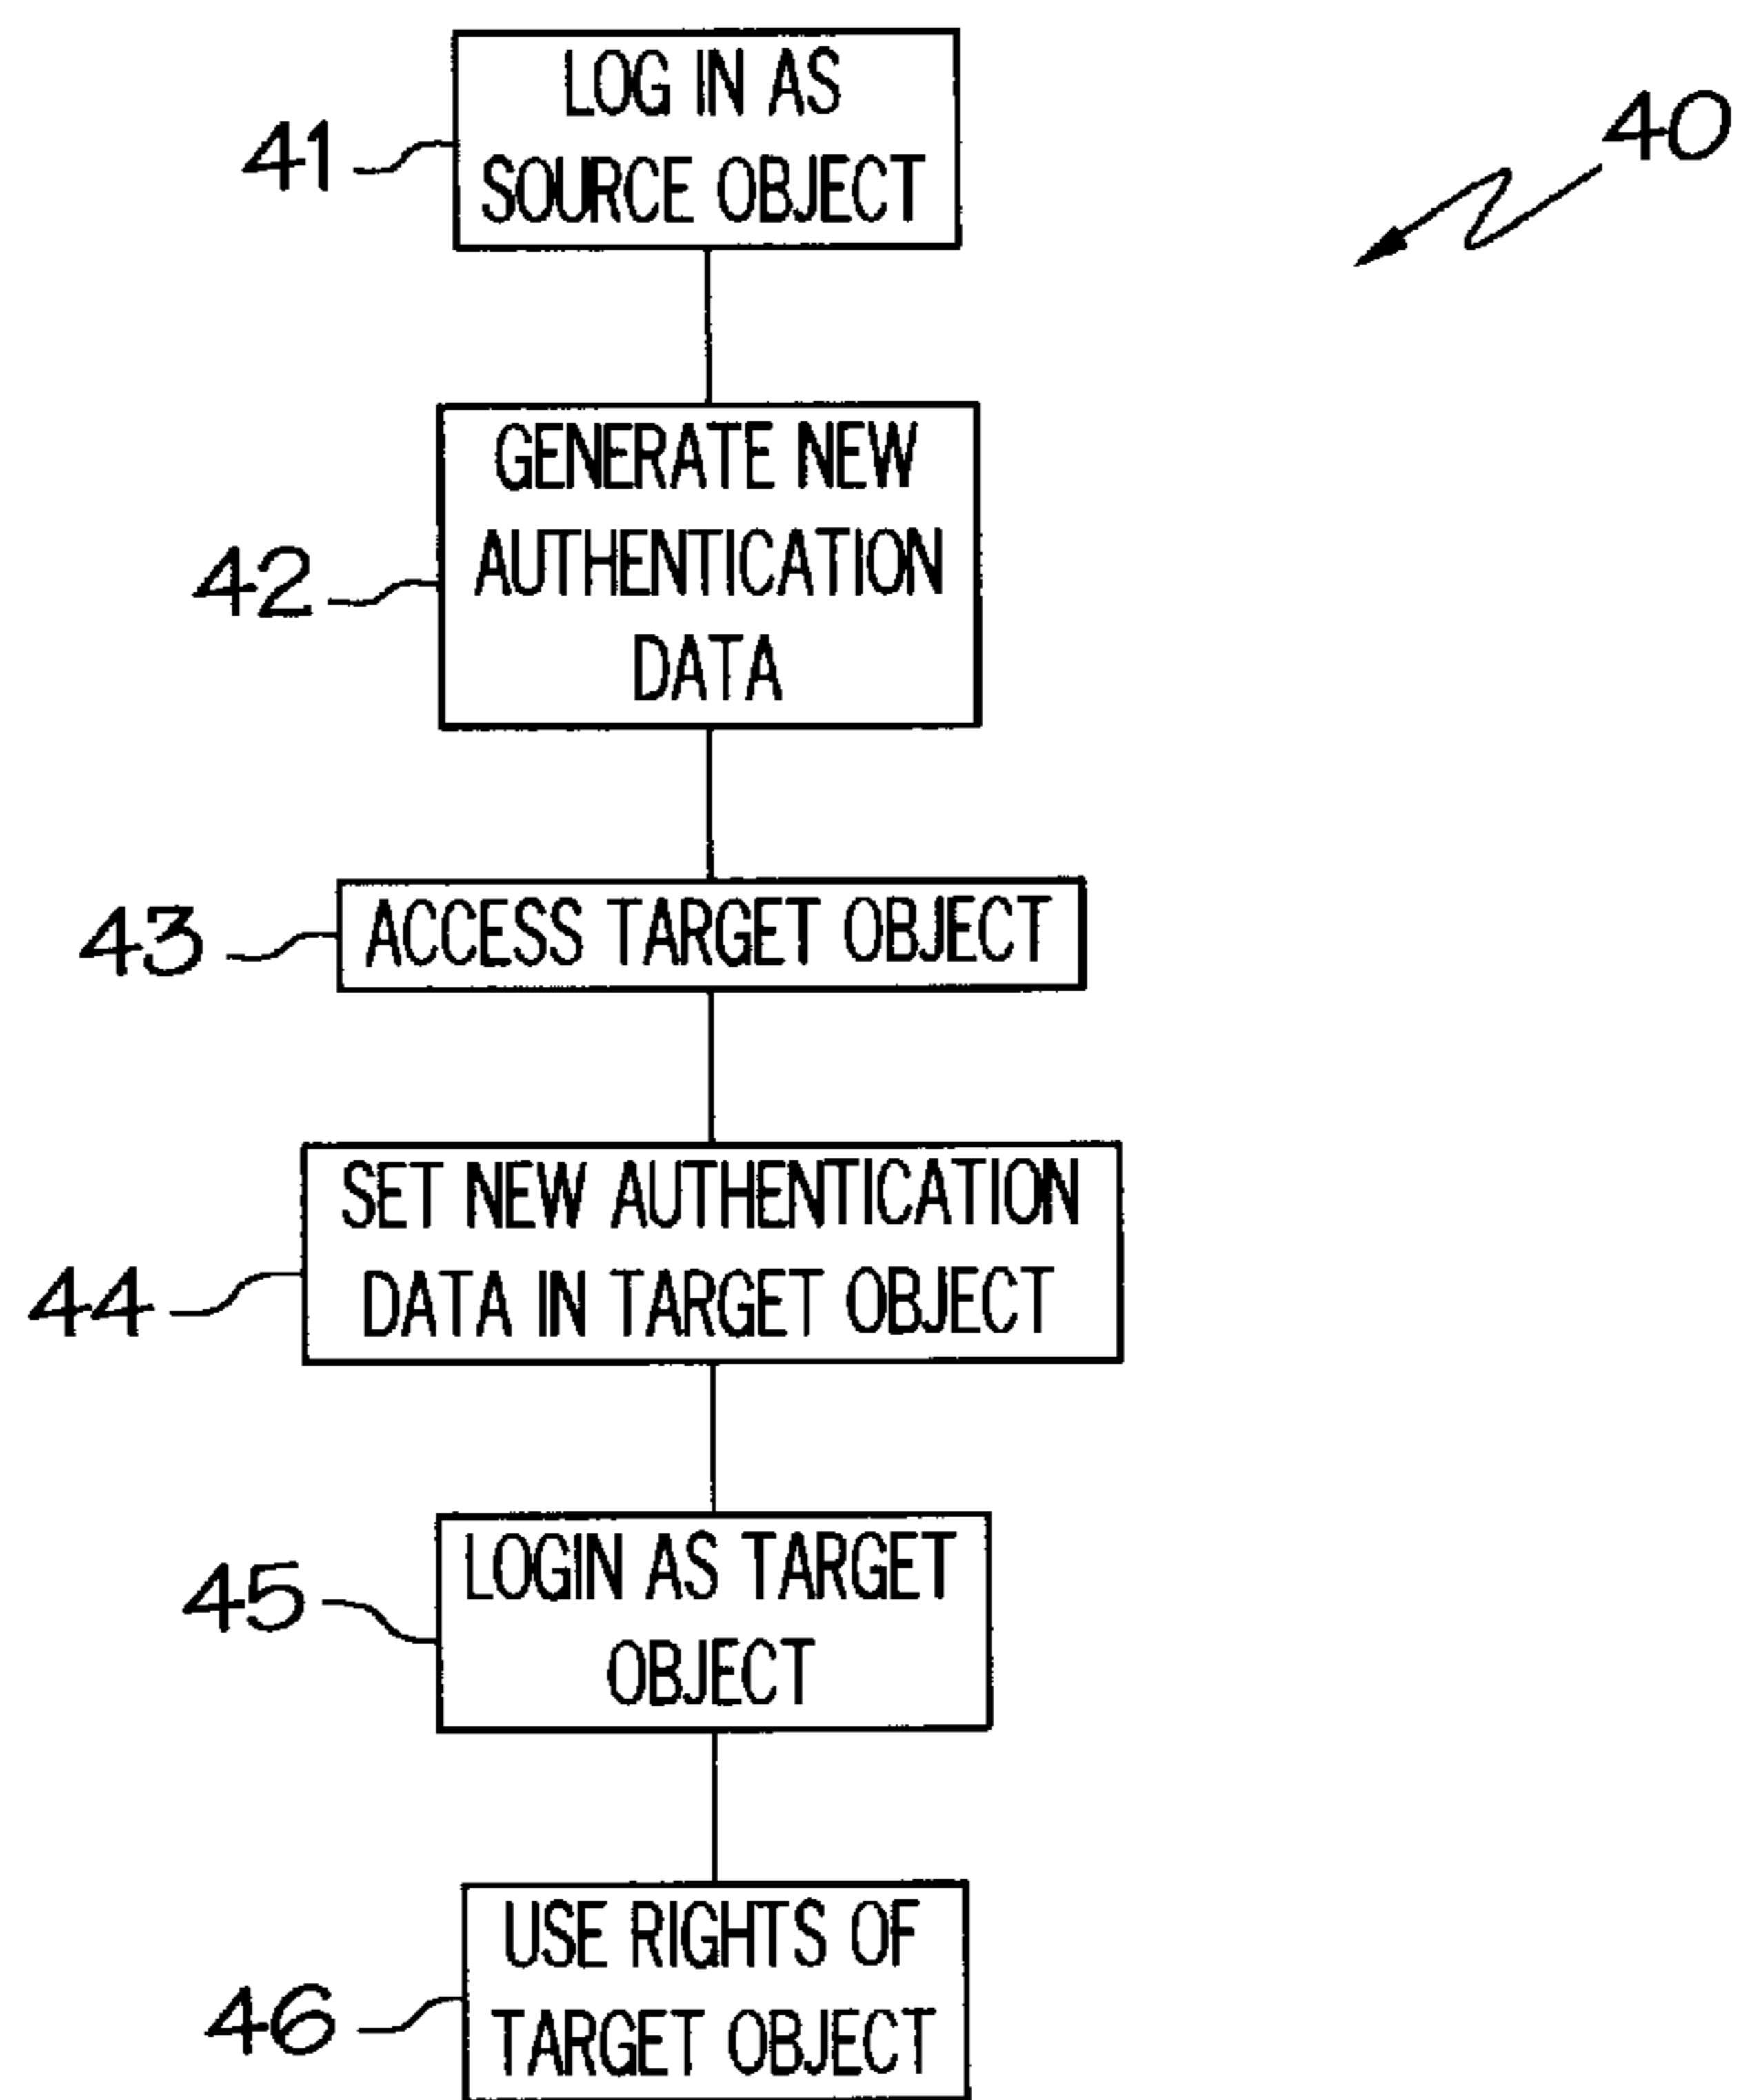 40
41
LOG IN AS
SOURCE OBJECT
42
GENERATE NEW
AUTHENTICATION
DATA
43
ACCESS TARGET OBJECT
44
SET NEW AUTHENTICATION
DATA IN TARGET OBJECT
45
LOGIN AS TARGET
OBJECT
46
USE RIGHTS OF
TARGET OBJECT